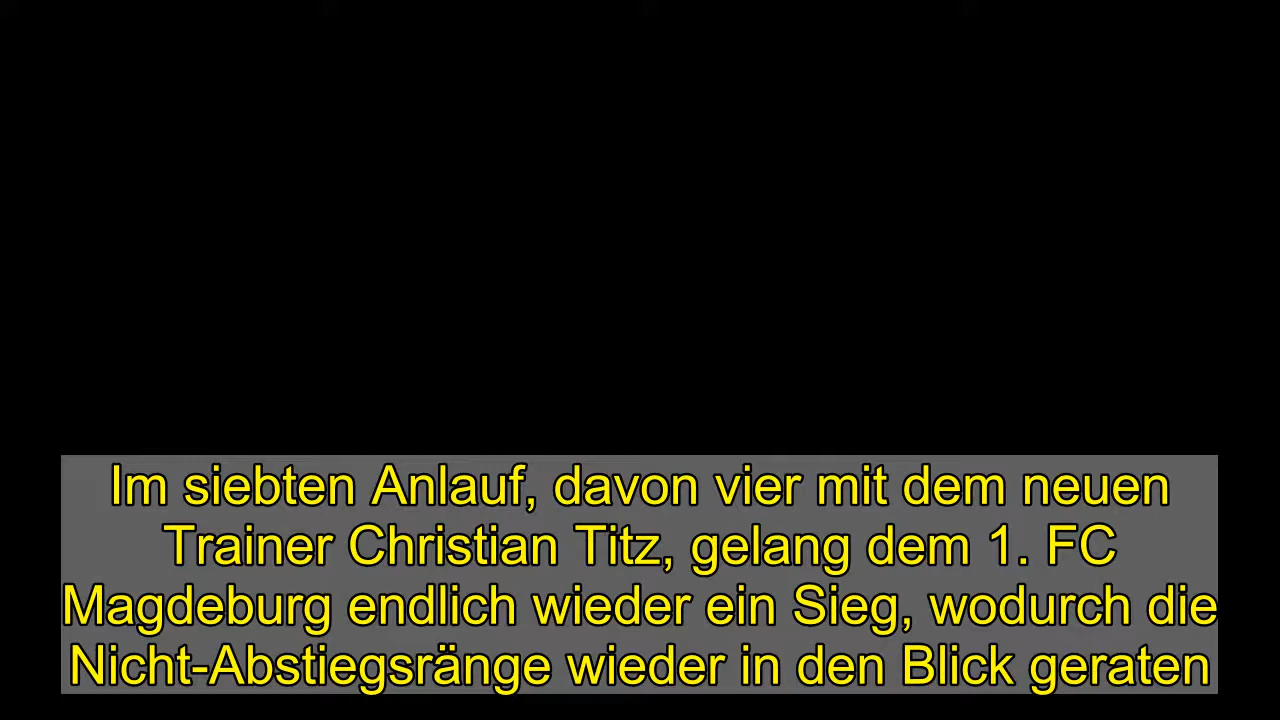 Im siebten Anlauf, davon vier mit dem neuen
Trainer Christian Titz, gelang dem 1. FC
Magdeburg endlich wieder ein Sieg, wodurch die
Nicht-Abstiegsränge wieder in den Blick geraten